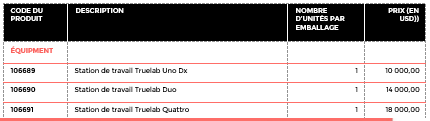 CODE DU PRODUIT | DESCRIPTION | NOMBRE D'UNITÉS PAR EMBALLAGE | PRIX (EN USD))
ÉQUIPMENT
106689 | Station de travail Truelab Uno Dx | 1 | 10 000,00
106690 | Station de travail Truelab Duo | 1 | 14 000,00
106691 | Station de travail Truelab Quattro | 1 | 18 000,00